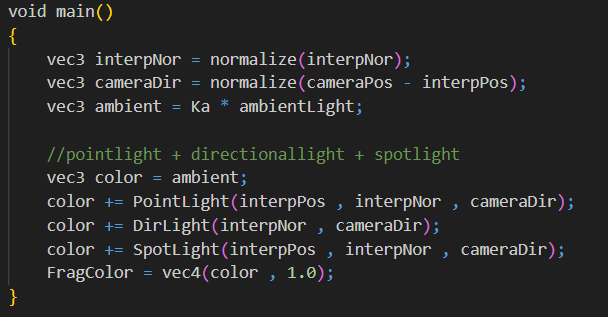 void main()
{
    vec3 interpNor = normalize(interpNor);
    vec3 cameraDir = normalize(cameraPos - interpPos);
    vec3 ambient = Ka * ambientLight;

    //pointlight + directionallight + spotlight
    vec3 color = ambient;
    color += PointLight(interpPos , interpNor , cameraDir);
    color += DirLight(interpNor , cameraDir);
    color += SpotLight(interpPos , interpNor , cameraDir);
    FragColor = vec4(color , 1.0);
}